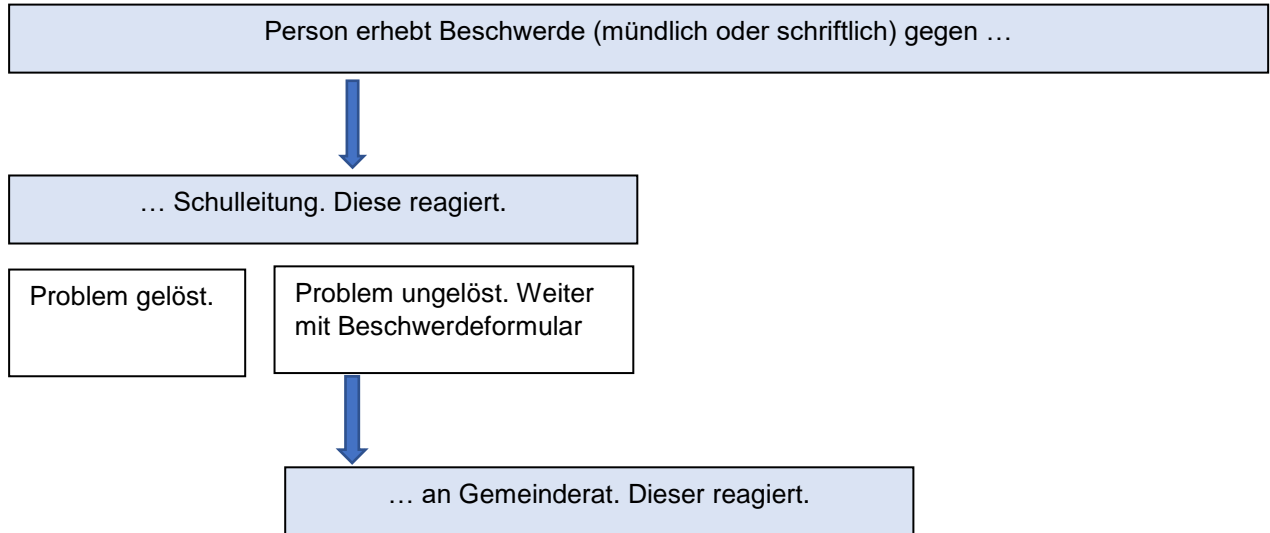 Person erhebt Beschwerde (mündlich oder schriftlich) gegen …
… Schulleitung. Diese reagiert.
Problem gelöst.
Problem ungelöst. Weiter
mit Beschwerdeformular
… an Gemeinderat. Dieser reagiert.